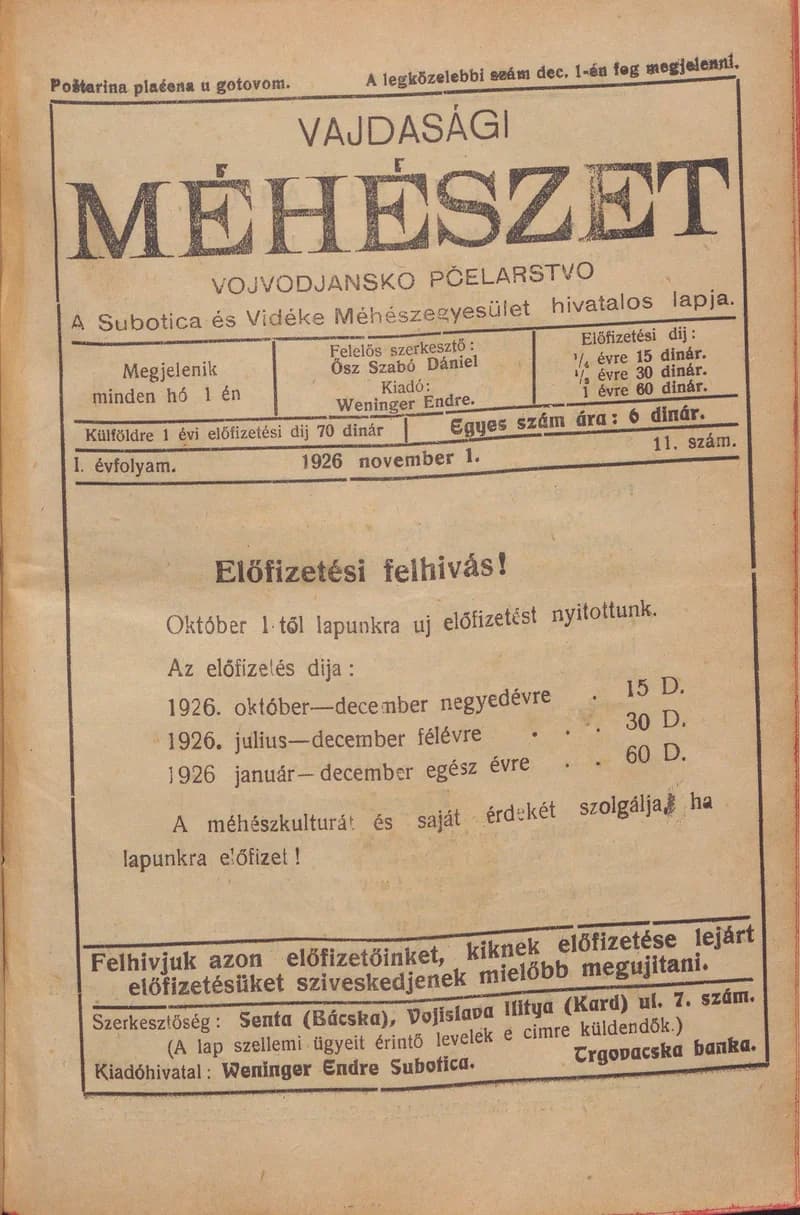 Poštarina plaćena u gotovom.
A legközelebbi szám dec. 1-én fog megjelenni.
VAJDASÁGI
MÉHÉSZET
VOJVODJANSKO PČELARSTVO
A Subotica és Vidéke Méhészegyesület hivatalos lapja.
Megjelenik
minden hó 1 én
Felelős szerkesztő:
Ősz Szabó Dániel
Kiadó:
Weninger Endre.
Előfizetési dij:
1/4 évre 15 dinár.
1/2 évre 30 dinár.
1 évre 60 dinár.
Külföldre 1 évi előfizetési dij 70 dinár
Egyes szám ára: 6 dinár.
I. évfolyam.
1926 november 1.
11. szám.
Előfizetési felhivás!
Október 1-től lapunkra uj előfizetést nyitottunk.
Az előfizetés dija:
1926. október—december negyedévre . 15 D.
1926. julius—december félévre . . . 30 D.
1926 január—december egész évre . . 60 D.
A méhészkulturát és saját érdekét szolgálja, ha
lapunkra előfizet!
Felhivjuk azon előfizetőinket, kiknek előfizetése lejárt
előfizetésüket sziveskedjenek mielőbb megujitani.
Szerkesztőség: Senta (Bácska), Vojislava Ilitya (Kard) ul. 7. szám.
(A lap szellemi ügyeit érintő levelek e cimre küldendők.)
Kiadóhivatal: Weninger Endre Subotica. Trgovacska banka.